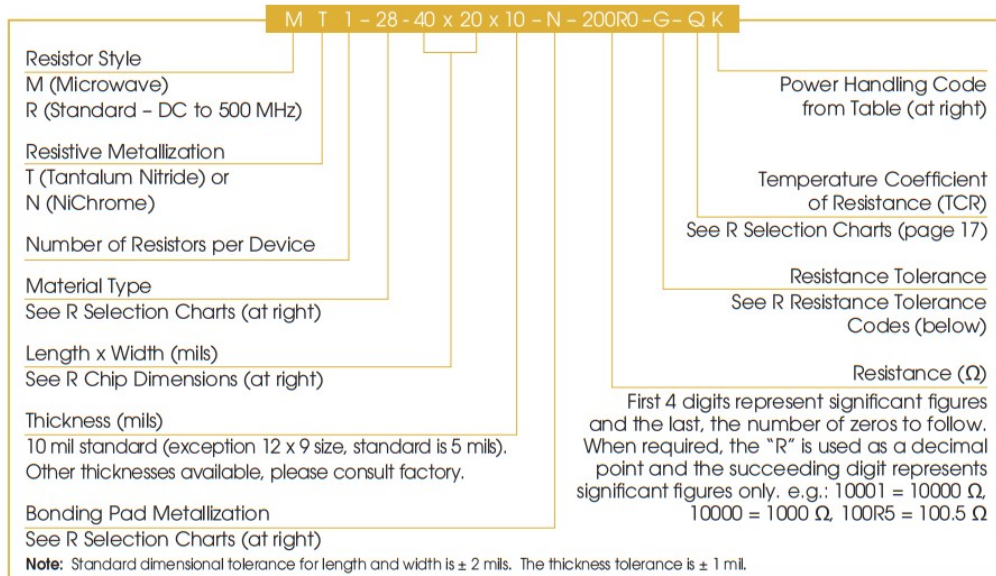 M T 1 - 28 - 40 x 20 x 10 - N - 200R0 - G - Q K
Resistor Style
M (Microwave)
R (Standard – DC to 500 MHz)
Resistive Metallization
T (Tantalum Nitride) or
N (NiChrome)
Number of Resistors per Device
Material Type
See R Selection Charts (at right)
Length x Width (mils)
See R Chip Dimensions (at right)
Thickness (mils)
10 mil standard (exception 12 x 9 size, standard is 5 mils).
Other thicknesses available, please consult factory.
Bonding Pad Metallization
See R Selection Charts (at right)
Power Handling Code
from Table (at right)
Temperature Coefficient
of Resistance (TCR)
See R Selection Charts (page 17)
Resistance Tolerance
See R Resistance Tolerance
Codes (below)
Resistance (Ω)
First 4 digits represent significant figures
and the last, the number of zeros to follow.
When required, the "R" is used as a decimal
point and the succeeding digit represents
significant figures only. e.g.: 10001 = 10000 Ω,
10000 = 1000 Ω, 100R5 = 100.5 Ω
Note: Standard dimensional tolerance for length and width is ± 2 mils. The thickness tolerance is ± 1 mil.